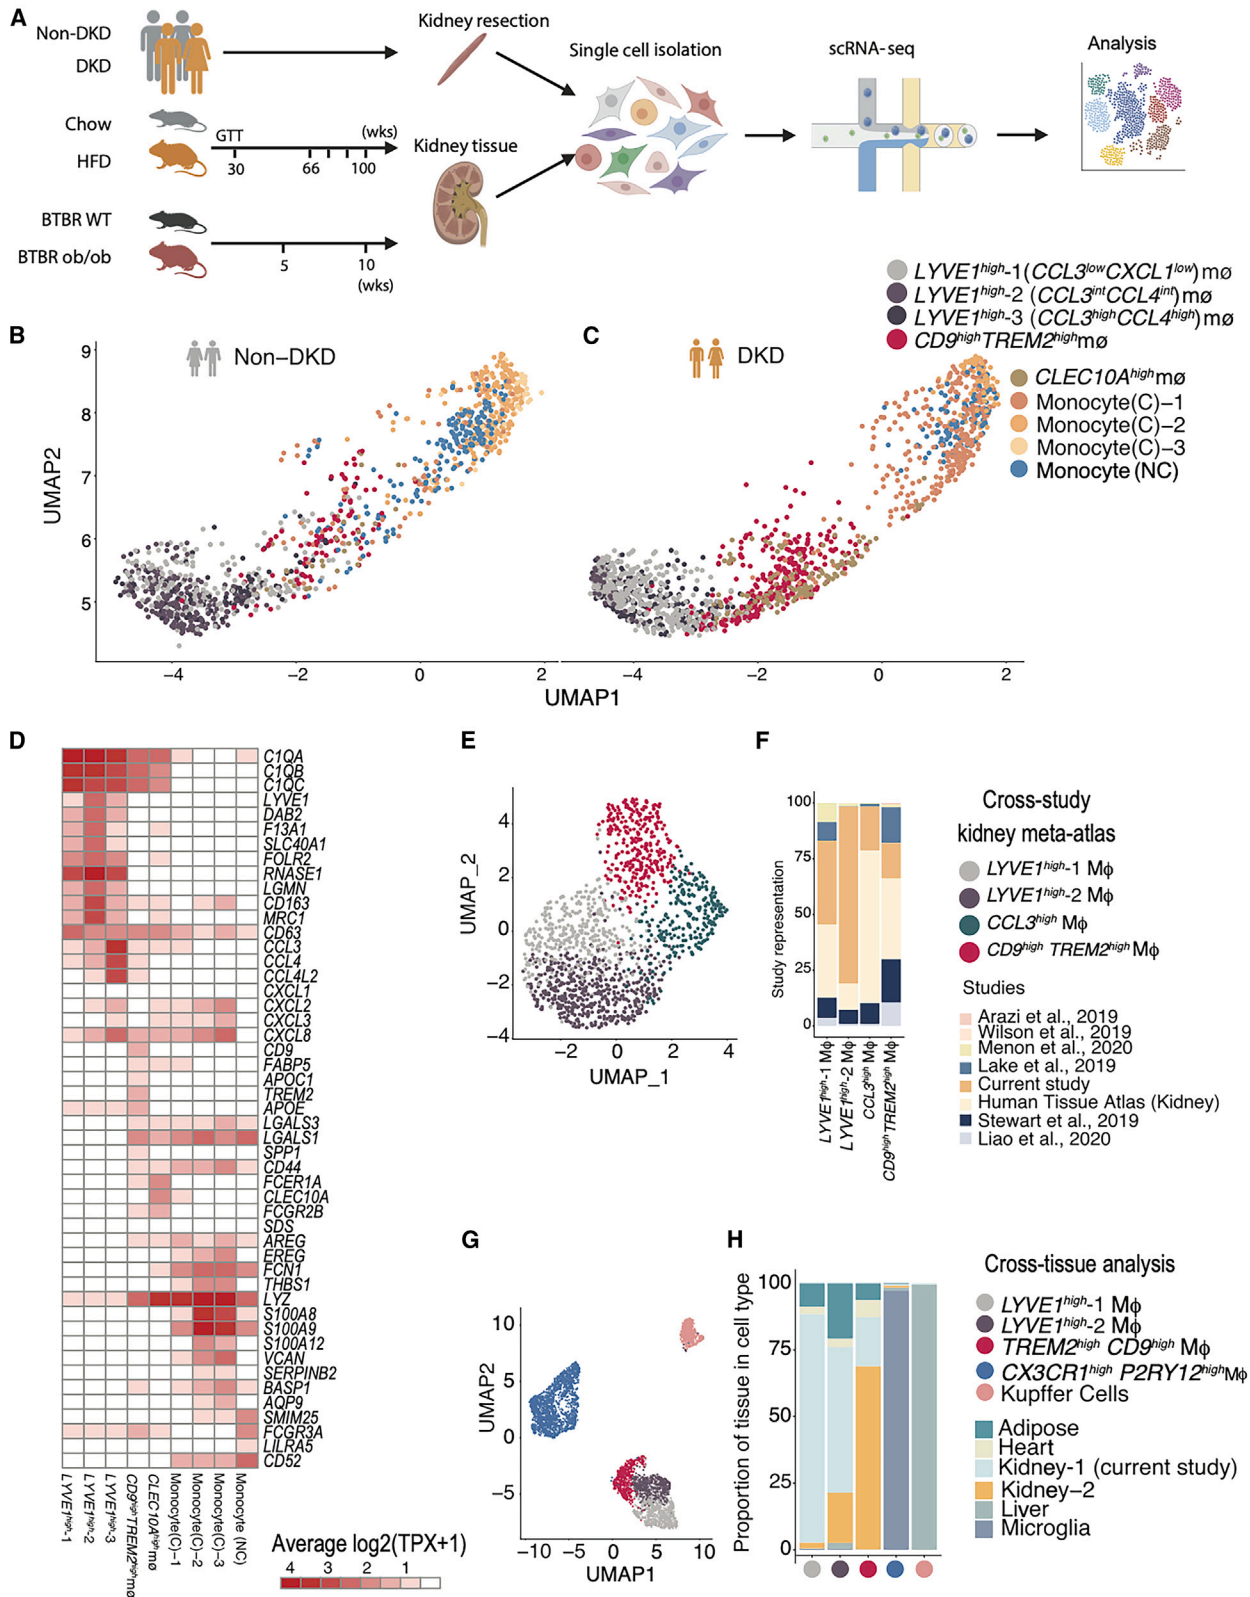 A
Non-DKD
DKD
Kidney resection
Single cell isolation
scRNA-seq
Analysis
Chow
HFD
GTT
(wks)
30
66
100
Kidney tissue
BTBR WT
BTBR ob/ob
5
10
(wks)
LYVE1high-1(CCL3lowCXCL1low)mø
LYVE1high-2 (CCL3intCCL4int)mø
LYVE1high-3 (CCL3highCCL4high)mø
CD9highTREM2highmø
CLEC10Ahighmø
Monocyte(C)–1
Monocyte(C)–2
Monocyte(C)–3
Monocyte (NC)
B
Non–DKD
C
DKD
UMAP2
9
8
7
6
5
−4
−2
0
2
−4
−2
0
2
UMAP1
D
C1QA
C1QB
C1QC
LYVE1
DAB2
F13A1
SLC40A1
FOLR2
RNASE1
LGMN
CD163
MRC1
CD63
CCL3
CCL4
CCL4L2
CXCL1
CXCL2
CXCL3
CXCL8
CD9
FABP5
APOC1
TREM2
APOE
LGALS3
LGALS1
SPP1
CD44
FCER1A
CLEC10A
FCGR2B
SDS
AREG
EREG
FCN1
THBS1
LYZ
S100A8
S100A9
S100A12
VCAN
SERPINB2
BASP1
AQP9
SMIM25
FCGR3A
LILRA5
CD52
LYVE1high-1
LYVE1high-2
LYVE1high-3
CD9highTREM2highmø
CLEC10Ahighmø
Monocyte(C)−1
Monocyte(C)−2
Monocyte(C)−3
Monocyte (NC)
Average log2(TPX+1)
4
3
2
1
E
UMAP_2
4
2
0
−2
−4
−2
0
2
4
UMAP_1
F
Study representation
100
75
50
25
0
LYVE1high-1 Mϕ
LYVE1high-2 Mϕ
CCL3high Mϕ
CD9highTREM2high Mϕ
Cross-study
kidney meta-atlas
LYVE1high-1 Mϕ
LYVE1high-2 Mϕ
CCL3high Mϕ
CD9high TREM2high Mϕ
Studies
Arazi et al., 2019
Wilson et al., 2019
Menon et al., 2020
Lake et al., 2019
Current study
Human Tissue Atlas (Kidney)
Stewart et al., 2019
Liao et al., 2020
G
UMAP2
10
5
0
−5
−10
−5
0
5
10
UMAP1
H
Proportion of tissue in cell type
100
75
50
25
0
Cross-tissue analysis
LYVE1high-1 Mϕ
LYVE1high-2 Mϕ
TREM2high CD9high Mϕ
CX3CR1high P2RY12highMϕ
Kupffer Cells
Adipose
Heart
Kidney-1 (current study)
Kidney−2
Liver
Microglia